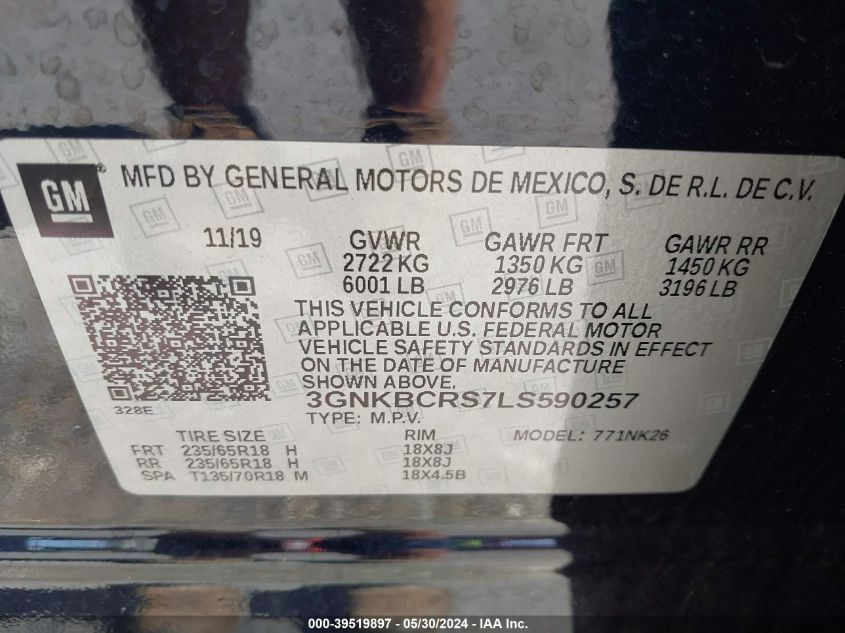 GM
MFD BY GENERAL MOTORS DE MEXICO, S. DE R.L. DE C.V.
11/19 GVWR GAWR FRT GAWR RR
2722 KG 1350 KG 1450 KG
6001 LB 2976 LB 3196 LB
THIS VEHICLE CONFORMS TO ALL
APPLICABLE U.S. FEDERAL MOTOR
VEHICLE SAFETY STANDARDS IN EFFECT
ON THE DATE OF MANUFACTURE
SHOWN ABOVE.
3GNKBCRS7LS590257
328E
TYPE: M.P.V.
TIRE SIZE RIM MODEL: 771NK26
FRT 235/65R18 H 18X8J
RR 235/65R18 H 18X8J
SPA T135/70R18 M 18X4.5B
000-39519897 - 05/30/2024 - IAA Inc.